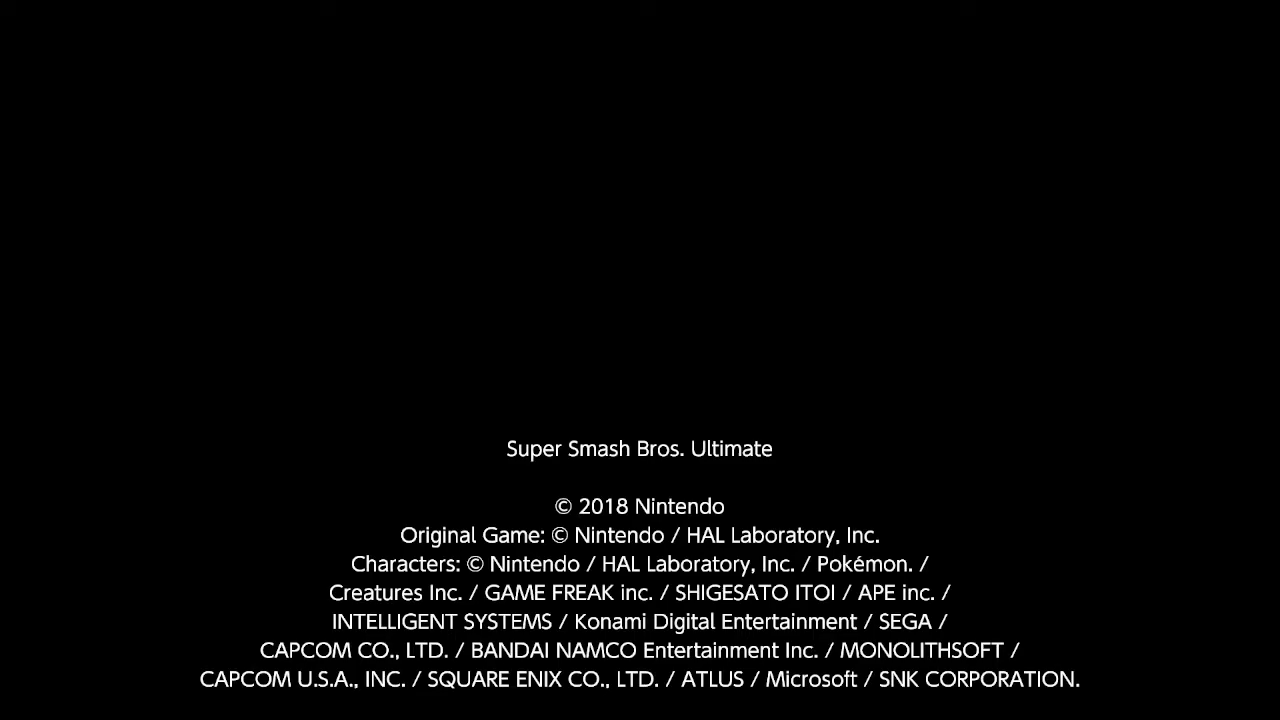 Super Smash Bros. Ultimate
© 2018 Nintendo
Original Game: © Nintendo / HAL Laboratory, Inc.
Characters: © Nintendo / HAL Laboratory, Inc. / Pokémon. /
Creatures Inc. / GAME FREAK inc. / SHIGESATO ITOI / APE inc. /
INTELLIGENT SYSTEMS / Konami Digital Entertainment / SEGA /
CAPCOM CO., LTD. / BANDAI NAMCO Entertainment Inc. / MONOLITHSOFT /
CAPCOM U.S.A., INC. / SQUARE ENIX CO., LTD. / ATLUS / Microsoft / SNK CORPORATION.